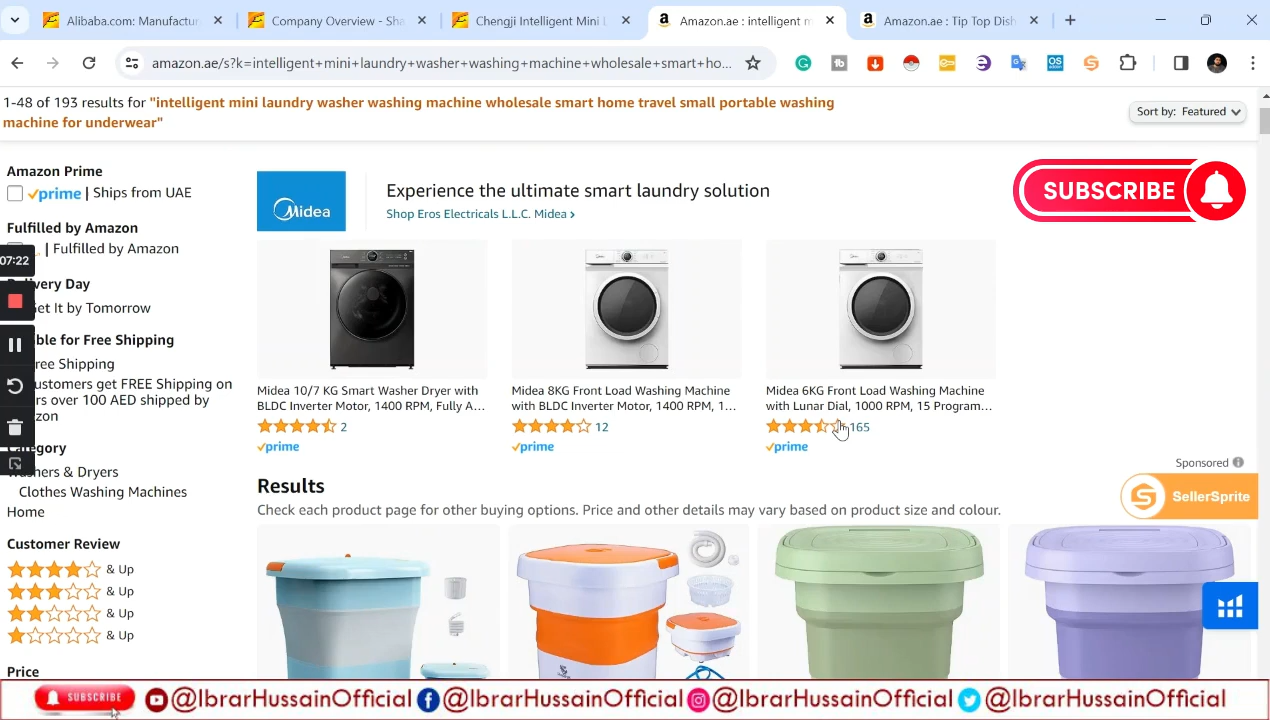 Alibaba.com: Manufactur
Company Overview - Sha
Chengji Intelligent Mini L
Amazon.ae : intelligent m
Amazon.ae : Tip Top Dish
amazon.ae/s?k=intelligent+mini+laundry+washer+washing+machine+wholesale+smart+ho...
1-48 of 193 results for "intelligent mini laundry washer washing machine wholesale smart home travel small portable washing
machine for underwear"
Sort by: Featured
Amazon Prime
prime | Ships from UAE
Fulfilled by Amazon
| Fulfilled by Amazon
07:22
livery Day
Get It by Tomorrow
ble for Free Shipping
ree Shipping
ustomers get FREE Shipping on
rs over 100 AED shipped by
zon
Category
Washers & Dryers
Clothes Washing Machines
Home
Customer Review
& Up
& Up
& Up
& Up
Price
Midea
Experience the ultimate smart laundry solution
Shop Eros Electricals L.L.C. Midea ›
SUBSCRIBE
Midea 10/7 KG Smart Washer Dryer with
BLDC Inverter Motor, 1400 RPM, Fully A...
2
prime
Midea 8KG Front Load Washing Machine
with BLDC Inverter Motor, 1400 RPM, 1...
12
prime
Midea 6KG Front Load Washing Machine
with Lunar Dial, 1000 RPM, 15 Program...
165
prime
Sponsored
SellerSprite
Results
Check each product page for other buying options. Price and other details may vary based on product size and colour.
SUBSCRIBE
@IbrarHussainOfficial
@IbrarHussainOfficial
@IbrarHussainOfficial
@IbrarHussainOfficial